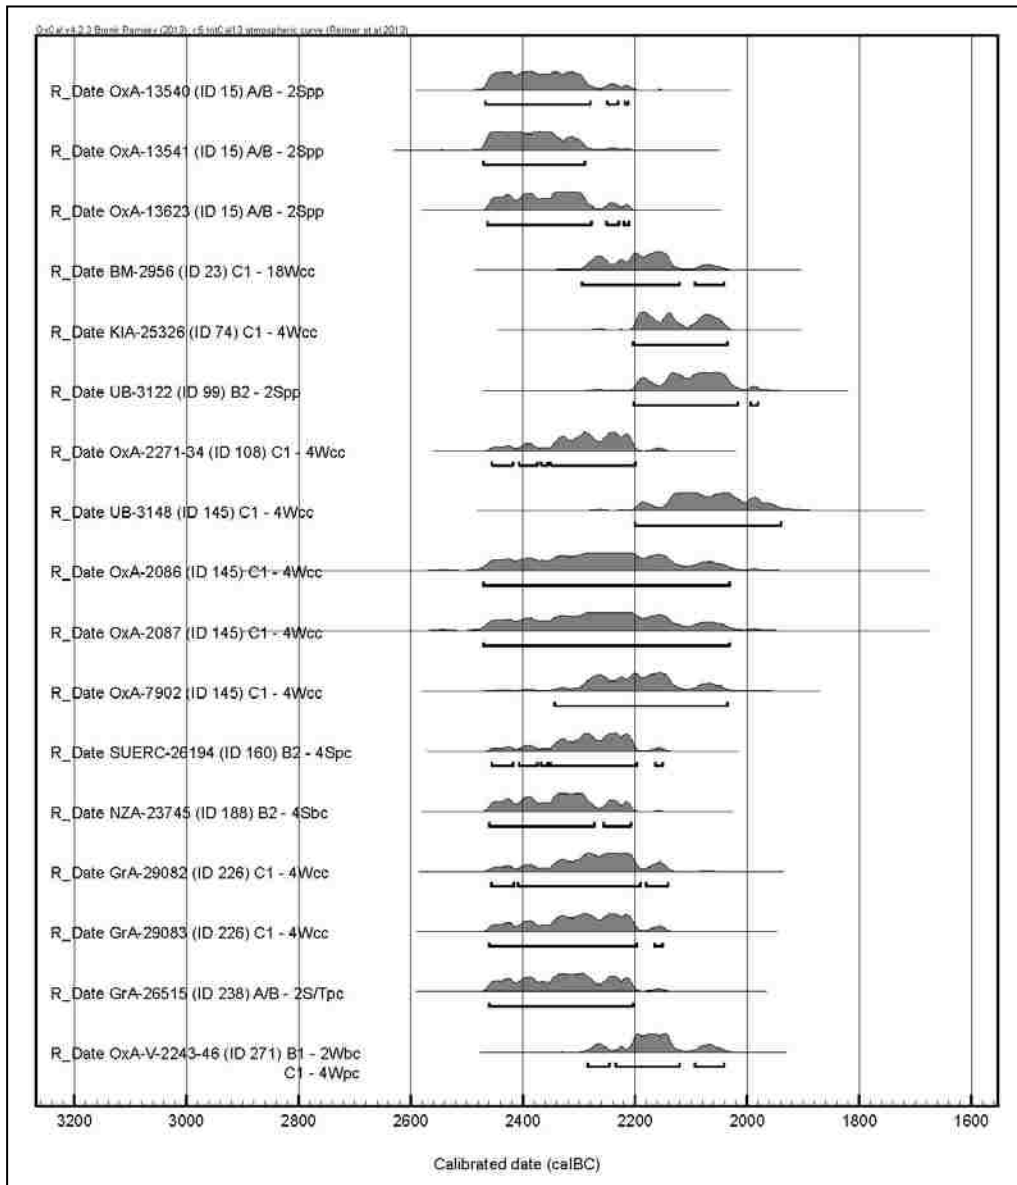 OxCal v4.2.3 Bronk Ramsey (2013); r:5 IntCal13 atmospheric curve (Reimer et al 2013)
R_Date OxA-13540 (ID 15) A/B - 2Spp
R_Date OxA-13541 (ID 15) A/B - 2Spp
R_Date OxA-13623 (ID 15) A/B - 2Spp
R_Date BM-2956 (ID 23) C1 - 18Wcc
R_Date KIA-25326 (ID 74) C1 - 4Wcc
R_Date UB-3122 (ID 99) B2 - 2Spp
R_Date OxA-2271-34 (ID 108) C1 - 4Wcc
R_Date UB-3148 (ID 145) C1 - 4Wcc
R_Date OxA-2086 (ID 145) C1 - 4Wcc
R_Date OxA-2087 (ID 145) C1 - 4Wcc
R_Date OxA-7902 (ID 145) C1 - 4Wcc
R_Date SUERC-26194 (ID 160) B2 - 4Spc
R_Date NZA-23745 (ID 188) B2 - 4Sbc
R_Date GrA-29082 (ID 226) C1 - 4Wcc
R_Date GrA-29083 (ID 226) C1 - 4Wcc
R_Date GrA-26515 (ID 238) A/B - 2S/Tpc
R_Date OxA-V-2243-46 (ID 271) B1 - 2Wbc
C1 - 4Wpc
3200 3000 2800 2600 2400 2200 2000 1800 1600
Calibrated date (calBC)